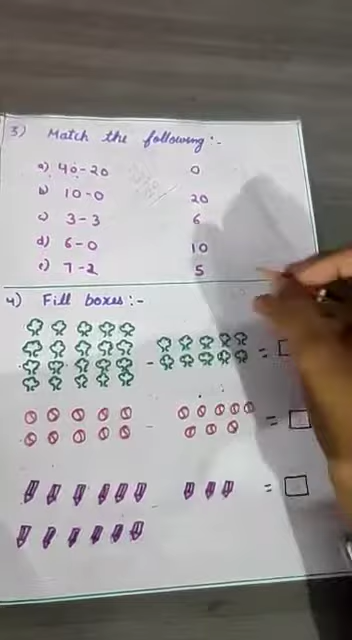 3) Match the following :-
a) 40-20 0
b) 10-0 20
c) 3-3 6
d) 6-0 10
e) 7-2 5
4) Fill boxes :-
- =
- =
=